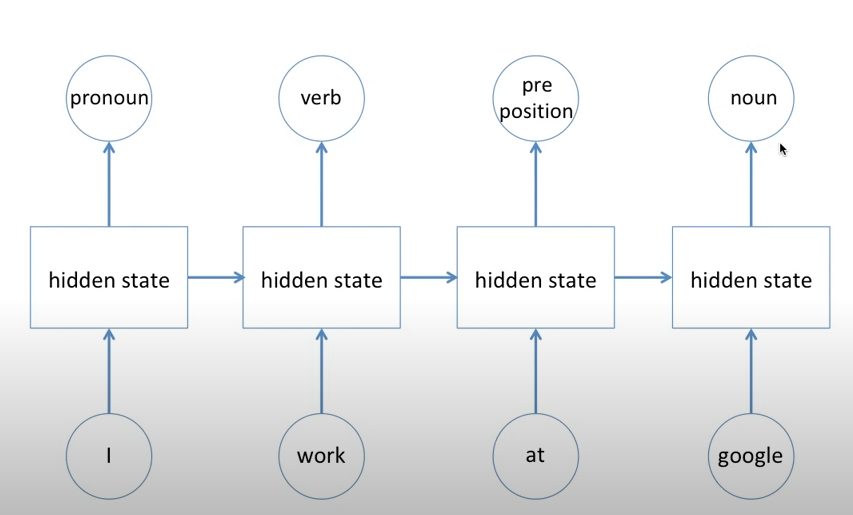 pronoun
verb
pre
position
noun
hidden state
hidden state
hidden state
hidden state
I
work
at
google